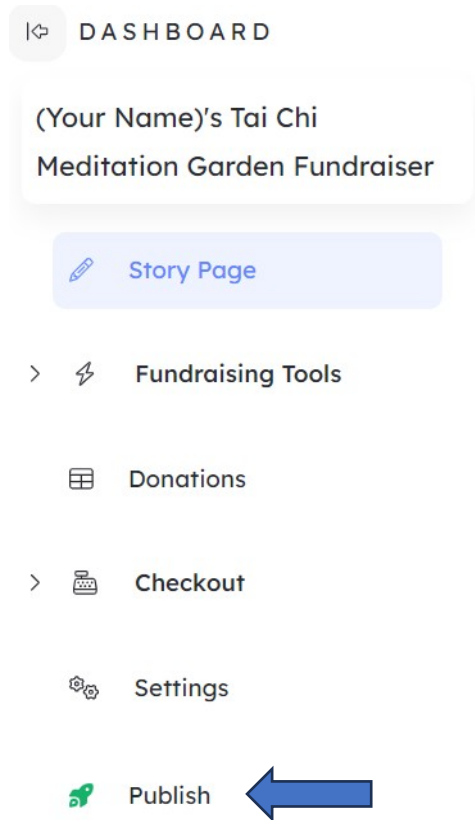 DASHBOARD
(Your Name)'s Tai Chi
Meditation Garden Fundraiser
Story Page
Fundraising Tools
Donations
Checkout
Settings
Publish